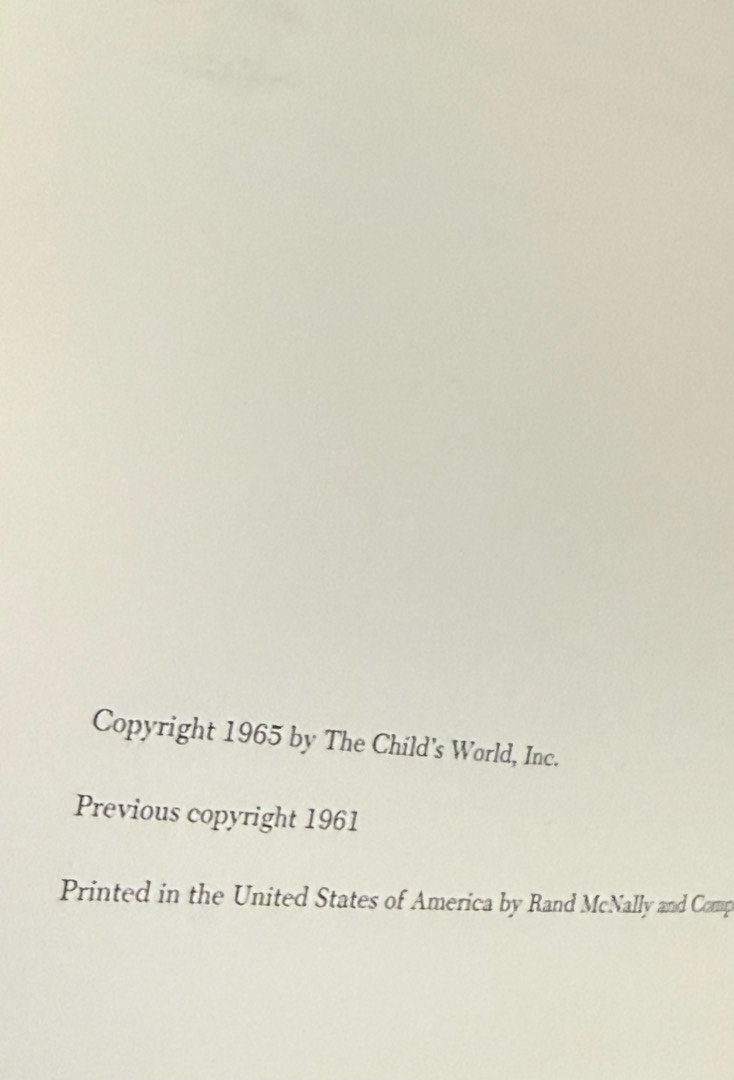 Copyright 1965 by The Child's World, Inc.
Previous copyright 1961
Printed in the United States of America by Rand McNally and Comp